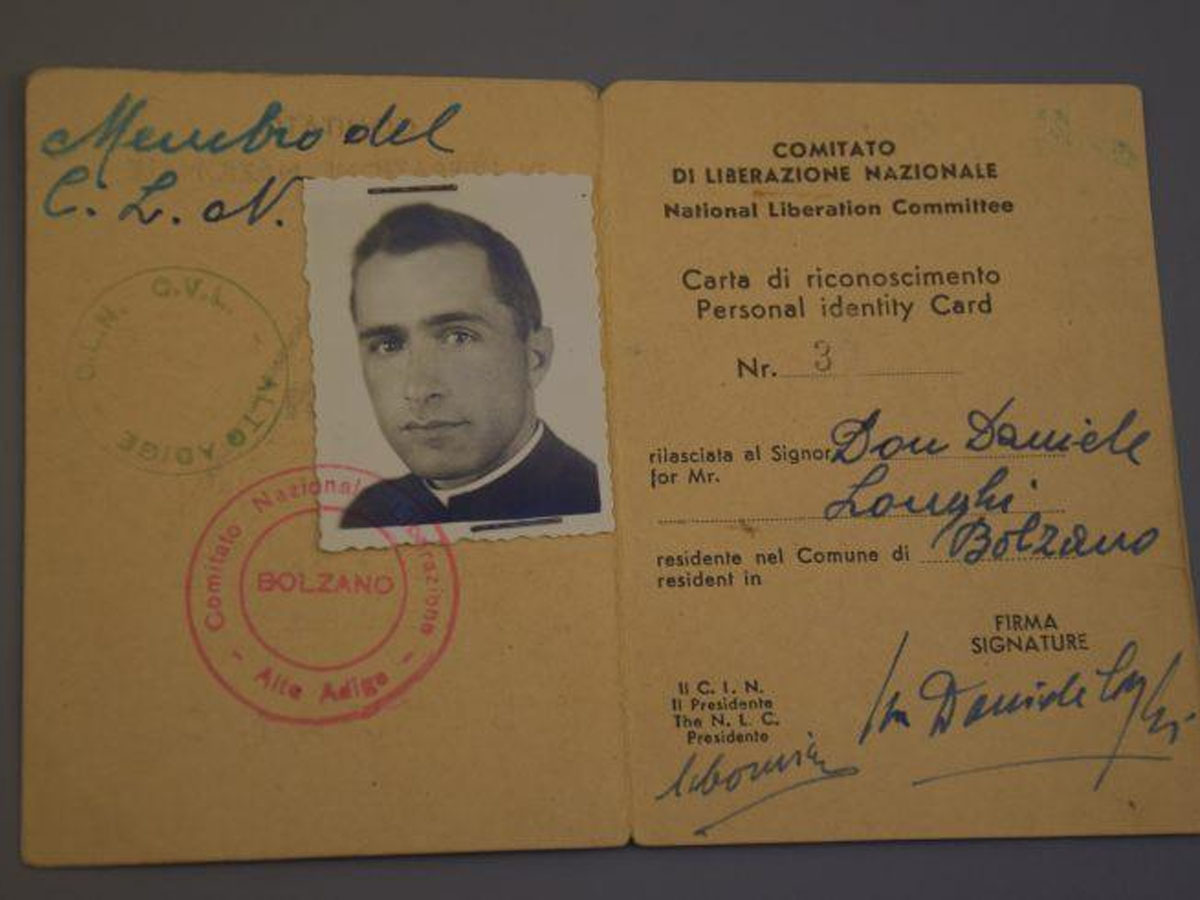 Membro del
C. L. N.
C.L.N. C.V.L. - ALTO ADIGE
Comitato Nazionale
BOLZANO
- Alto Adige -
COMITATO
DI LIBERAZIONE NAZIONALE
National Liberation Committee
Carta di riconoscimento
Personal identity Card
Nr. 3
rilasciata al Signor Don Daniele
for Mr.
Longhi
residente nel Comune di Bolzano
resident in
FIRMA
SIGNATURE
Il C. I. N.
Il Presidente
The N. L. C.
Presidente
Daniele Longhi